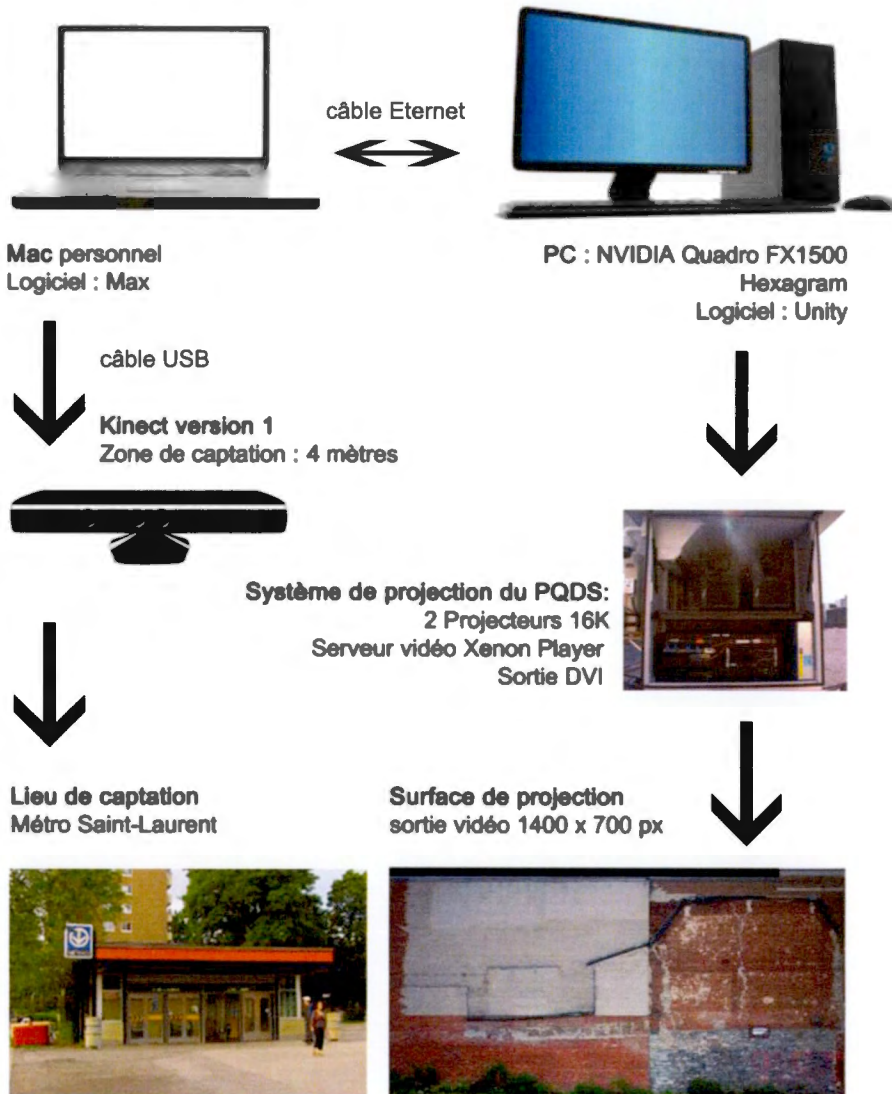 câble Eternet
Mac personnel
Logiciel : Max
PC : NVIDIA Quadro FX1500
Hexagram
Logiciel : Unity
câble USB
Kinect version 1
Zone de captation : 4 mètres
Système de projection du PQDS:
2 Projecteurs 16K
Serveur vidéo Xenon Player
Sortie DVI
Lieu de captation
Métro Saint-Laurent
Surface de projection
sortie vidéo 1400 x 700 px